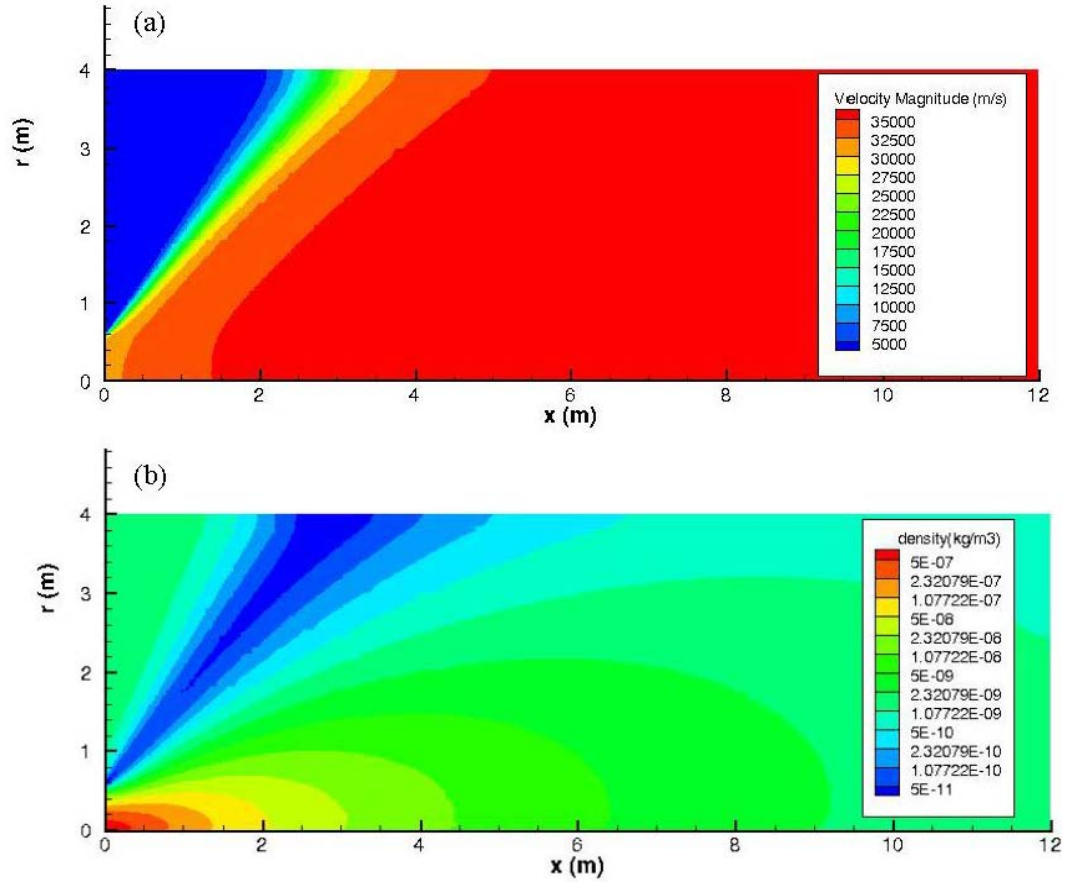 (a)
r (m)
4
3
2
1
0
0 2 4 6 8 10 12
x (m)
Velocity Magnitude (m/s)
35000
32500
30000
27500
22500
20000
17500
15000
12500
10000
7500
5000
(b)
r (m)
4
3
2
1
0
0 2 4 6 8 10 12
x (m)
density(kg/m3)
5E-07
2.32079E-07
1.07722E-07
5E-08
2.32079E-08
1.07722E-08
5E-09
2.32079E-09
1.07722E-09
5E-10
2.32079E-10
1.07722E-10
5E-11